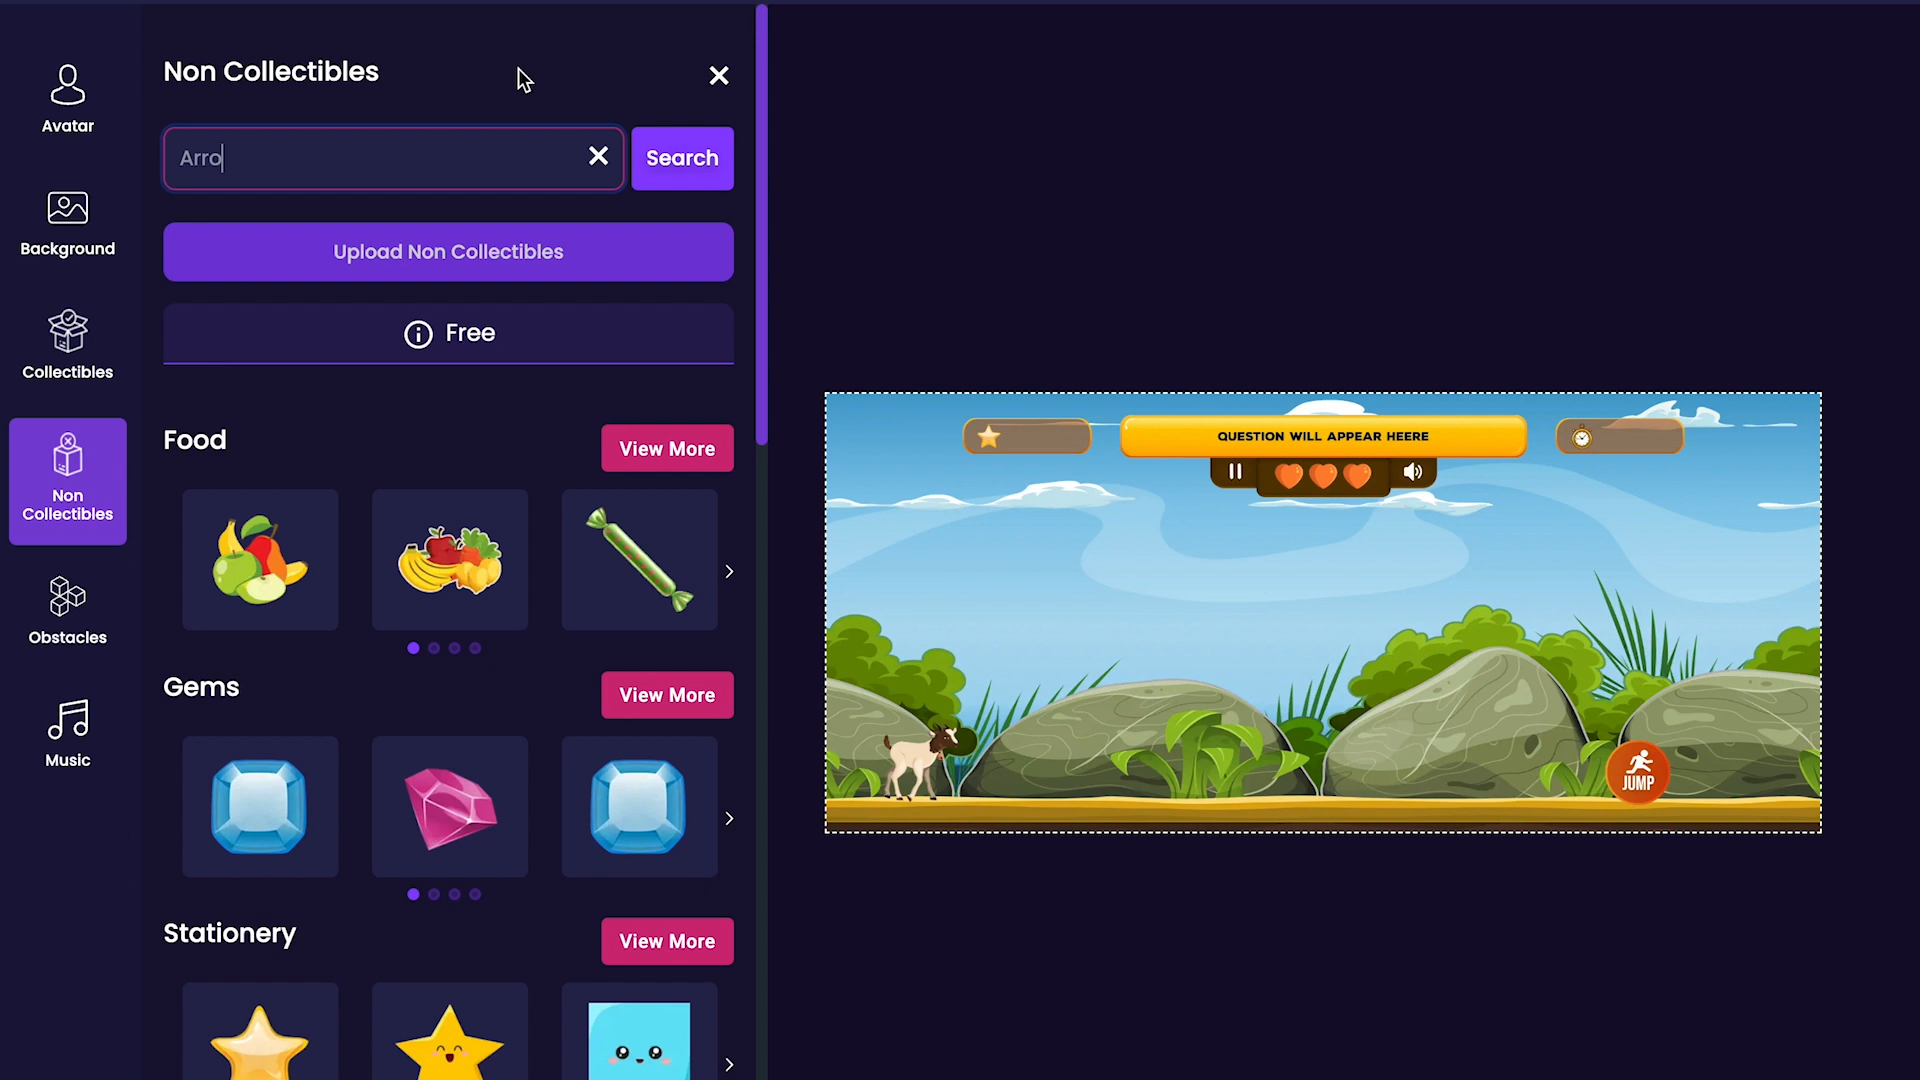 Non Collectibles
Arro
Search
Upload Non Collectibles
Free
Food
View More
Gems
View More
Stationery
View More
Avatar
Background
Collectibles
Non
Collectibles
Obstacles
Music
QUESTION WILL APPEAR HEERE
JUMP